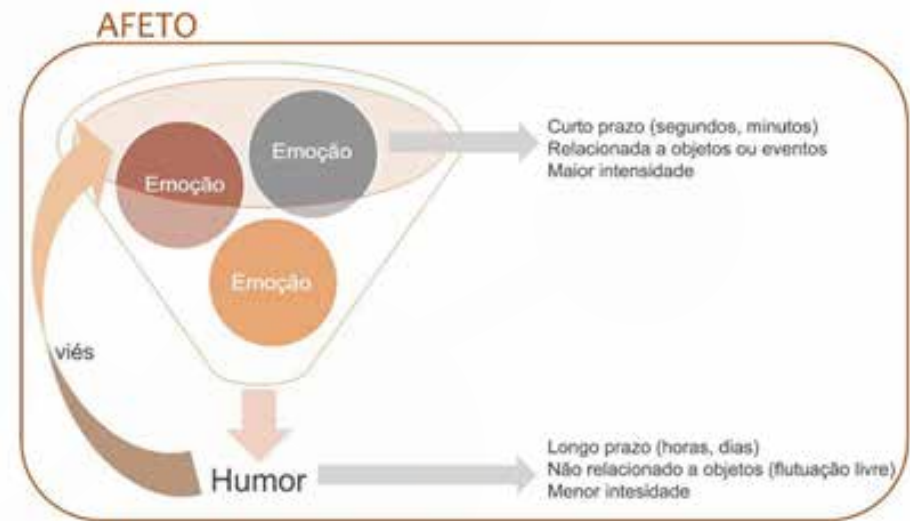 AFETO
Emoção
Emoção
Emoção
Curto prazo (segundos, minutos)
Relacionada a objetos ou eventos
Maior intensidade
viés
Humor
Longo prazo (horas, dias)
Não relacionado a objetos (flutuação livre)
Menor intesidade